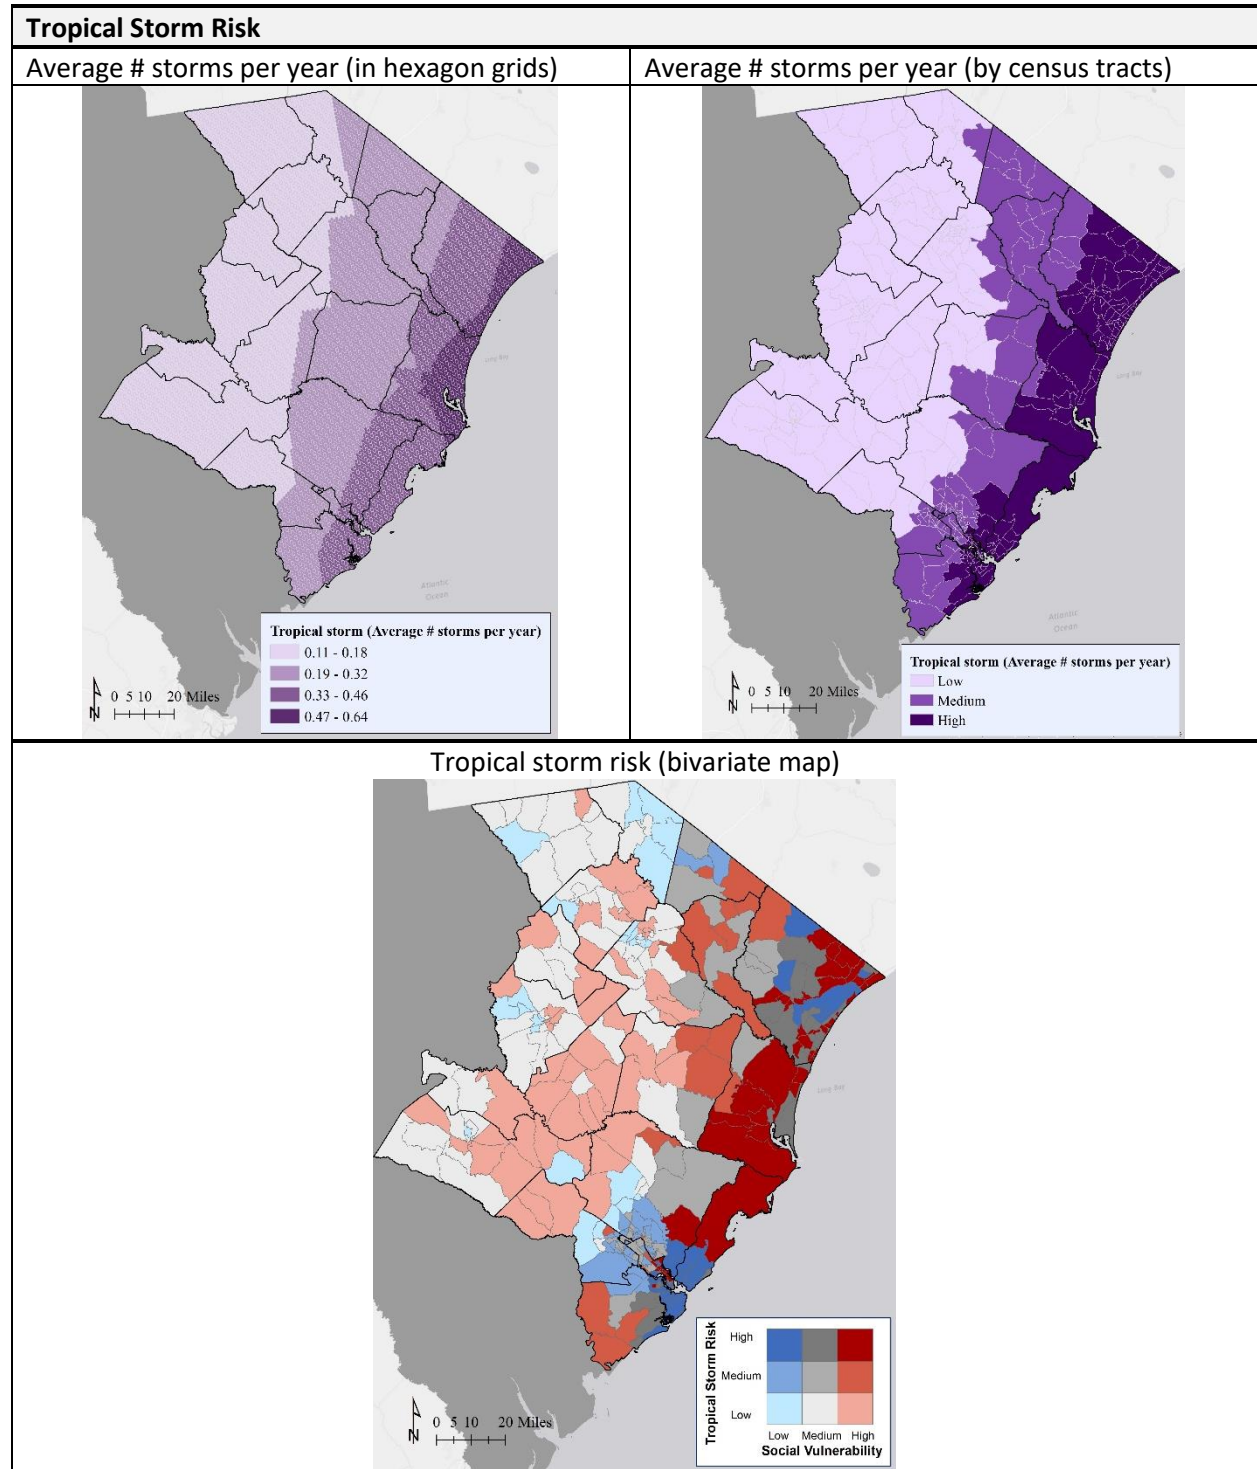 Tropical Storm Risk
Average # storms per year (in hexagon grids)
Average # storms per year (by census tracts)
Long Bay
Atlantic
Ocean
Tropical storm (Average # storms per year)
0.11 - 0.18
0.19 - 0.32
0.33 - 0.46
0.47 - 0.64
N
0 5 10 20 Miles
Long Bay
Atlantic
Ocean
Tropical storm (Average # storms per year)
Low
Medium
High
N
0 5 10 20 Miles
Tropical storm risk (bivariate map)
Long Bay
N
0 5 10 20 Miles
Tropical Storm Risk
High
Medium
Low
Low Medium High
Social Vulnerability